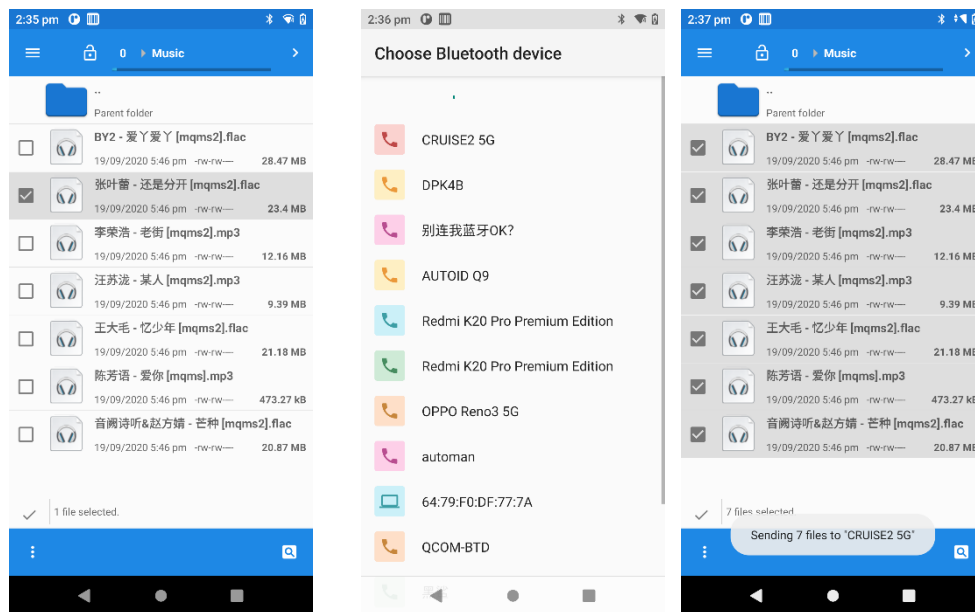 2:35 pm
0 Music
..
Parent folder
BY2 - 爱丫爱丫 [mqms2].flac
19/09/2020 5:46 pm -rw-rw---- 28.47 MB
张叶蕾 - 还是分开 [mqms2].flac
19/09/2020 5:46 pm -rw-rw---- 23.4 MB
李荣浩 - 老街 [mqms2].mp3
19/09/2020 5:46 pm -rw-rw---- 12.16 MB
汪苏泷 - 某人 [mqms2].mp3
19/09/2020 5:46 pm -rw-rw---- 9.39 MB
王大毛 - 忆少年 [mqms2].flac
19/09/2020 5:46 pm -rw-rw---- 21.18 MB
陈芳语 - 爱你 [mqms].mp3
19/09/2020 5:46 pm -rw-rw---- 473.27 kB
音阙诗听&赵方婧 - 芒种 [mqms2].flac
19/09/2020 5:46 pm -rw-rw---- 20.87 MB
1 file selected.
2:36 pm
Choose Bluetooth device
CRUISE2 5G
DPK4B
别连我蓝牙OK?
AUTOID Q9
Redmi K20 Pro Premium Edition
Redmi K20 Pro Premium Edition
OPPO Reno3 5G
automan
64:79:F0:DF:77:7A
QCOM-BTD
2:37 pm
0 Music
..
Parent folder
BY2 - 爱丫爱丫 [mqms2].flac
19/09/2020 5:46 pm -rw-rw---- 28.47 MB
张叶蕾 - 还是分开 [mqms2].flac
19/09/2020 5:46 pm -rw-rw---- 23.4 MB
李荣浩 - 老街 [mqms2].mp3
19/09/2020 5:46 pm -rw-rw---- 12.16 MB
汪苏泷 - 某人 [mqms2].mp3
19/09/2020 5:46 pm -rw-rw---- 9.39 MB
王大毛 - 忆少年 [mqms2].flac
19/09/2020 5:46 pm -rw-rw---- 21.18 MB
陈芳语 - 爱你 [mqms].mp3
19/09/2020 5:46 pm -rw-rw---- 473.27 kB
音阙诗听&赵方婧 - 芒种 [mqms2].flac
19/09/2020 5:46 pm -rw-rw---- 20.87 MB
7 files selected
Sending 7 files to "CRUISE2 5G"